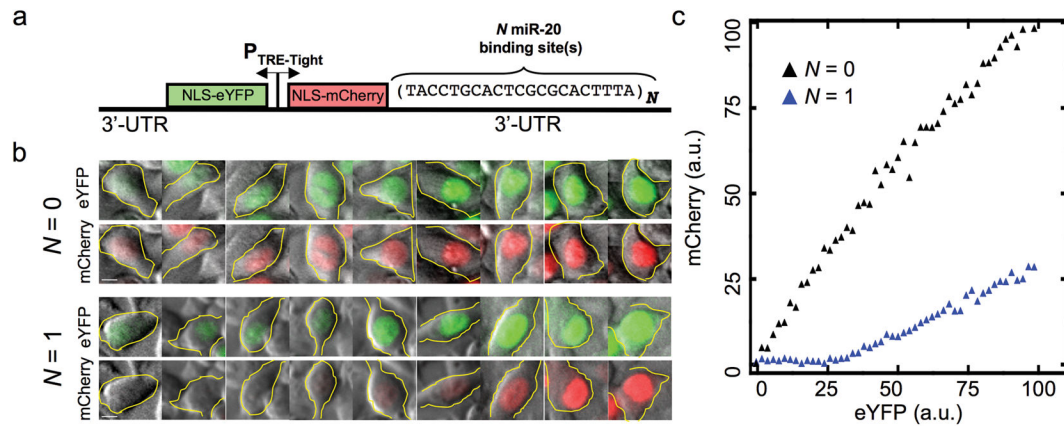 a
N miR-20
binding site(s)
P TRE-Tight
NLS-eYFP
NLS-mCherry
(TACCTGCACTCGCGCACTTTA) N
3'-UTR
3'-UTR
b
N = 0
eYFP
mCherry
N = 1
eYFP
mCherry
c
mCherry (a.u.)
100
75
50
25
0
N = 0
N = 1
0
25
50
75
100
eYFP (a.u.)